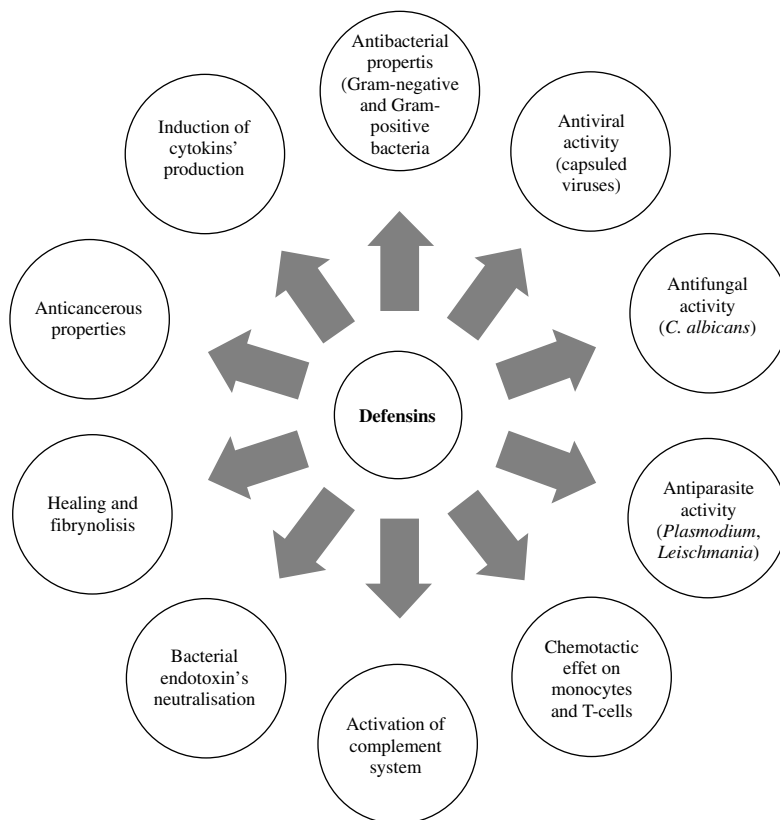 Antibacterial
propertis
(Gram-negative
and Gram-
positive
bacteria
Antiviral
activity
(capsuled
viruses)
Antifungal
activity
(C. albicans)
Antiparasite
activity
(Plasmodium,
Leischmania)
Chemotactic
effet on
monocytes
and T-cells
Activation of
complement
system
Bacterial
endotoxin’s
neutralisation
Healing and
fibrynolisis
Anticancerous
properties
Induction of
cytokins’
production
Defensins